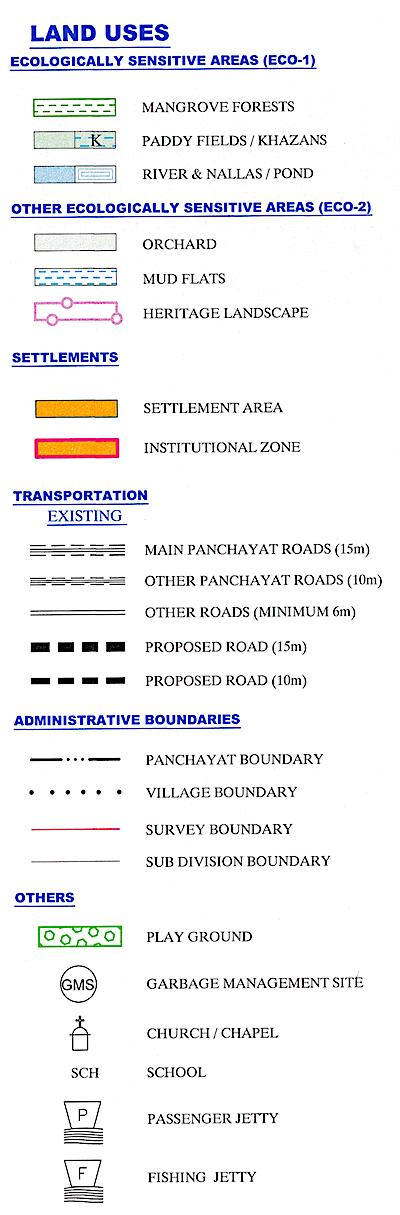 LAND USES
ECOLOGICALLY SENSITIVE AREAS (ECO-1)
MANGROVE FORESTS
K PADDY FIELDS / KHAZANS
RIVER & NALLAS / POND
OTHER ECOLOGICALLY SENSITIVE AREAS (ECO-2)
ORCHARD
MUD FLATS
HERITAGE LANDSCAPE
SETTLEMENTS
SETTLEMENT AREA
INSTITUTIONAL ZONE
TRANSPORTATION
EXISTING
MAIN PANCHAYAT ROADS (15m)
OTHER PANCHAYAT ROADS (10m)
OTHER ROADS (MINIMUM 6m)
PROPOSED ROAD (15m)
PROPOSED ROAD (10m)
ADMINISTRATIVE BOUNDARIES
PANCHAYAT BOUNDARY
VILLAGE BOUNDARY
SURVEY BOUNDARY
SUB DIVISION BOUNDARY
OTHERS
PLAY GROUND
GMS GARBAGE MANAGEMENT SITE
CHURCH / CHAPEL
SCH SCHOOL
P PASSENGER JETTY
F FISHING JETTY